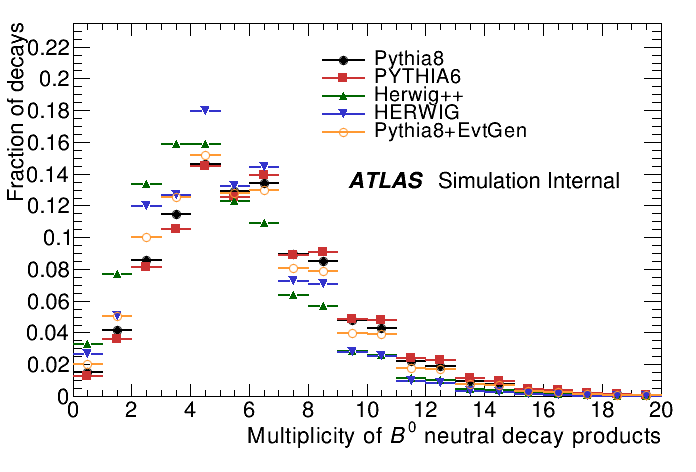 Fraction of decays
0.22
0.2
0.18
0.16
0.14
0.12
0.1
0.08
0.06
0.04
0.02
0
Pythia8
PYTHIA6
Herwig++
HERWIG
Pythia8+EvtGen
ATLAS Simulation Internal
0 2 4 6 8 10 12 14 16 18 20
Multiplicity of B⁰ neutral decay products